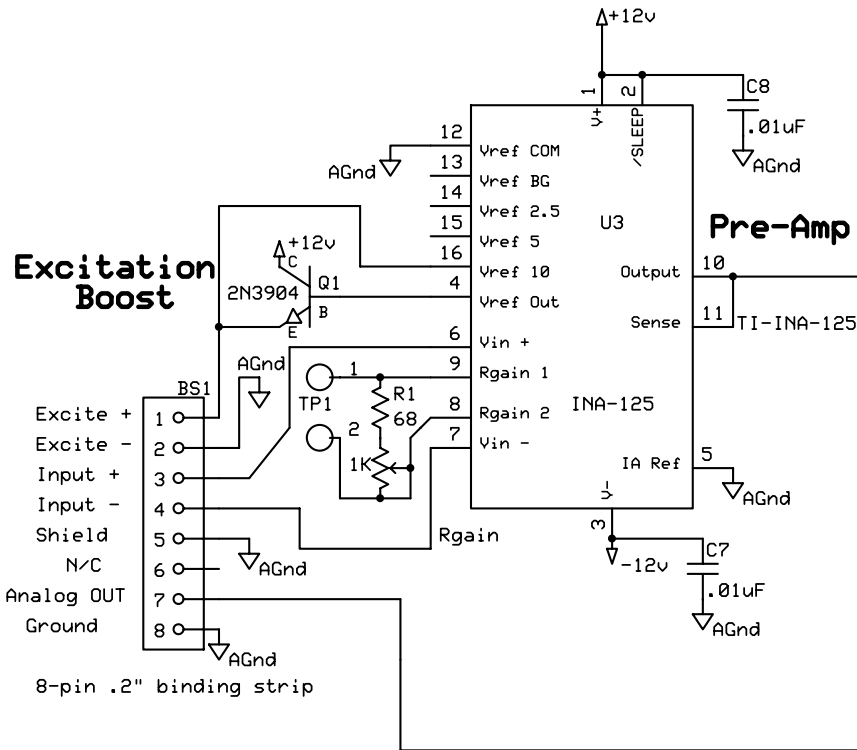 +12v
1
2
C8
.01uF
AGnd
V+
/SLEEP
12
Vref COM
AGnd
13
Vref BG
14
Vref 2.5
15
Vref 5
16
Vref 10
4
Vref Out
6
Vin +
9
Rgain 1
8
Rgain 2
7
Vin -
U3
Pre-Amp
Output
10
Sense
11
TI-INA-125
INA-125
IA Ref
5
AGnd
V-
3
-12v
C7
.01uF
AGnd
Excitation
Boost
+12v
C
Q1
2N3904
B
E
AGnd
TP1
1
2
R1
68
1K
Rgain
BS1
Excite +
1
Excite -
2
Input +
3
Input -
4
Shield
5
AGnd
N/C
6
Analog OUT
7
Ground
8
AGnd
8-pin .2" binding strip